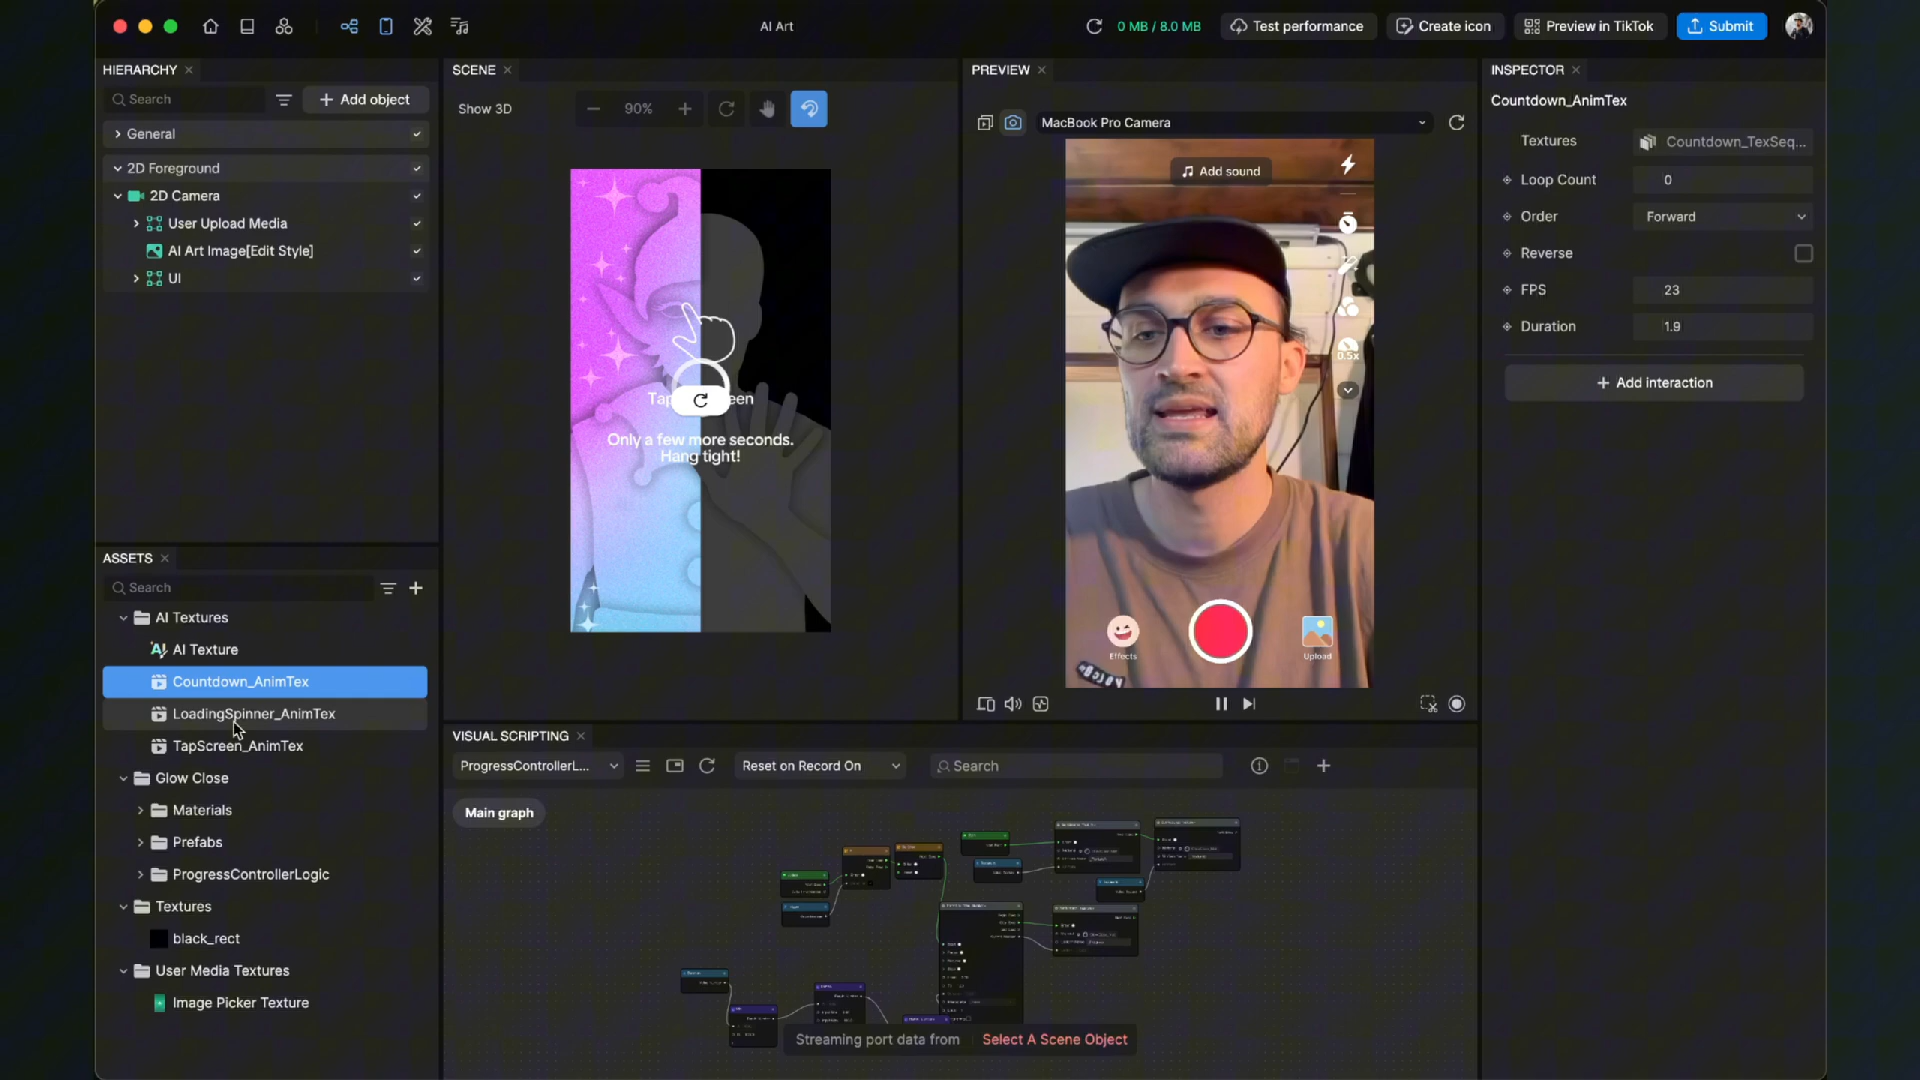 AI Art
0 MB / 8.0 MB
Test performance
Create icon
Preview in TikTok
Submit
HIERARCHY
Search
Add object
General
2D Foreground
2D Camera
User Upload Media
AI Art Image[Edit Style]
UI
ASSETS
Search
AI Textures
AI Texture
Countdown_AnimTex
LoadingSpinner_AnimTex
TapScreen_AnimTex
Glow Close
Materials
Prefabs
ProgressControllerLogic
Textures
black_rect
User Media Textures
Image Picker Texture
SCENE
Show 3D
90%
Only a few more seconds.
Hang tight!
PREVIEW
MacBook Pro Camera
Add sound
0.5x
Effects
Upload
VISUAL SCRIPTING
ProgressControllerL...
Reset on Record On
Search
Main graph
Streaming port data from
Select A Scene Object
INSPECTOR
Countdown_AnimTex
Textures
Countdown_TexSeq...
Loop Count
0
Order
Forward
Reverse
FPS
23
Duration
1.9
Add interaction